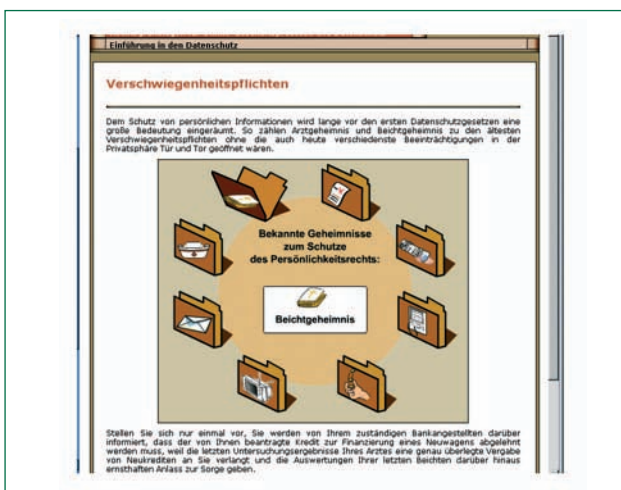 Einführung in den Datenschutz
Verschwiegenheitspflichten
Dem Schutz von persönlichen Informationen wird lange vor den ersten Datenschutzgesetzen eine
große Bedeutung eingeräumt. So zählen Arztgeheimnis und Beichtgeheimnis zu den ältesten
Verschwiegenheitspflichten ohne die auch heute verschiedenste Beeinträchtigungen in der
Privatsphäre Tür und Tor geöffnet wären.
Bekannte Geheimnisse
zum Schutze
des Persönlichkeitsrechts:
Beichtgeheimnis
Stellen Sie sich nur einmal vor, Sie werden von Ihrem zuständigen Bankangestellten darüber
informiert, dass der von Ihnen beantragte Kredit zur Finanzierung eines Neuwagens abgelehnt
werden muss, weil die letzten Untersuchungsergebnisse Ihres Arztes eine genau überlegte Vergabe
von Neukrediten an Sie verlangt und die Auswertungen Ihrer letzten Beichten darüber hinaus
ernsthaften Anlass zur Sorge geben.